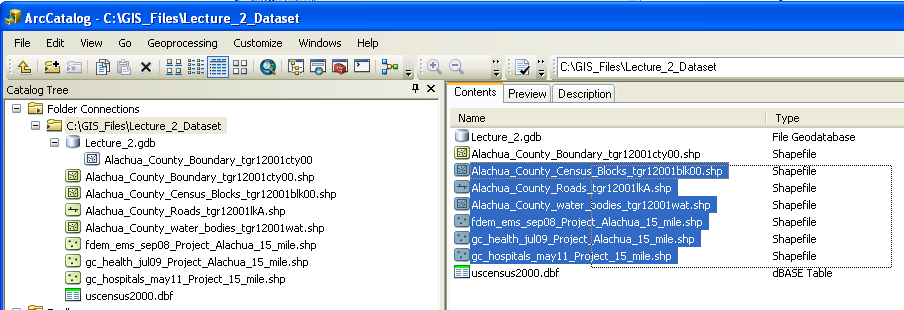 ArcCatalog - C:\GIS_Files\Lecture_2_Dataset
File Edit View Go Geoprocessing Customize Windows Help
C:\GIS_Files\Lecture_2_Dataset
Catalog Tree
Folder Connections
C:\GIS_Files\Lecture_2_Dataset
Lecture_2.gdb
Alachua_County_Boundary_tgr12001cty00
Alachua_County_Boundary_tgr12001cty00.shp
Alachua_County_Census_Blocks_tgr12001blk00.shp
Alachua_County_Roads_tgr12001lkA.shp
Alachua_County_water_bodies_tgr12001wat.shp
fdem_ems_sep08_Project_Alachua_15_mile.shp
gc_health_jul09_Project_Alachua_15_mile.shp
gc_hospitals_may11_Project_15_mile.shp
uscensus2000.dbf
Contents Preview Description
Name Type
Lecture_2.gdb File Geodatabase
Alachua_County_Boundary_tgr12001cty00.shp Shapefile
Alachua_County_Census_Blocks_tgr12001blk00.shp Shapefile
Alachua_County_Roads_tgr12001lkA.shp Shapefile
Alachua_County_water_bodies_tgr12001wat.shp Shapefile
fdem_ems_sep08_Project_Alachua_15_mile.shp Shapefile
gc_health_jul09_Project_Alachua_15_mile.shp Shapefile
gc_hospitals_may11_Project_15_mile.shp Shapefile
uscensus2000.dbf dBASE Table